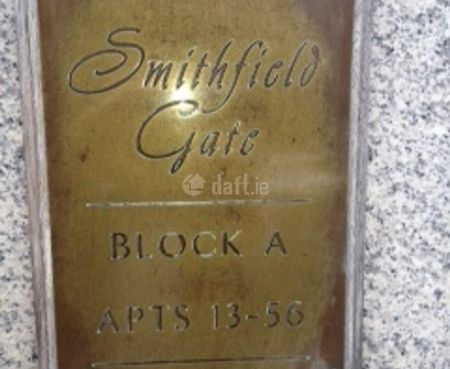 Smithfield
Gate
daft.ie
BLOCK A
APTS 13-56